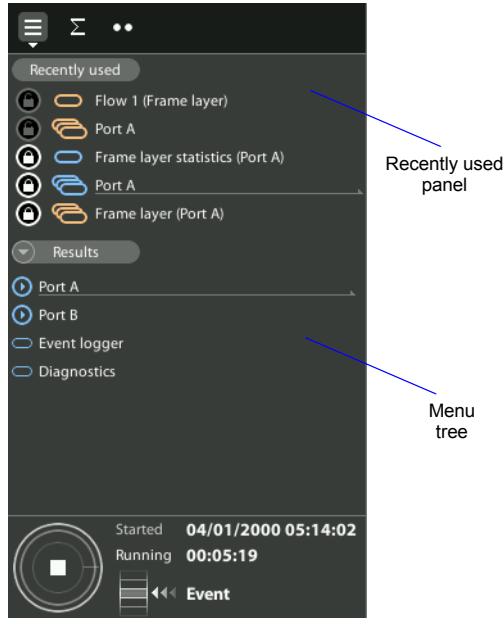 Σ
Recently used
Flow 1 (Frame layer)
Port A
Frame layer statistics (Port A)
Port A
Frame layer (Port A)
Recently used
panel
Results
Port A
Port B
Event logger
Diagnostics
Menu
tree
Started 04/01/2000 05:14:02
Running 00:05:19
Event